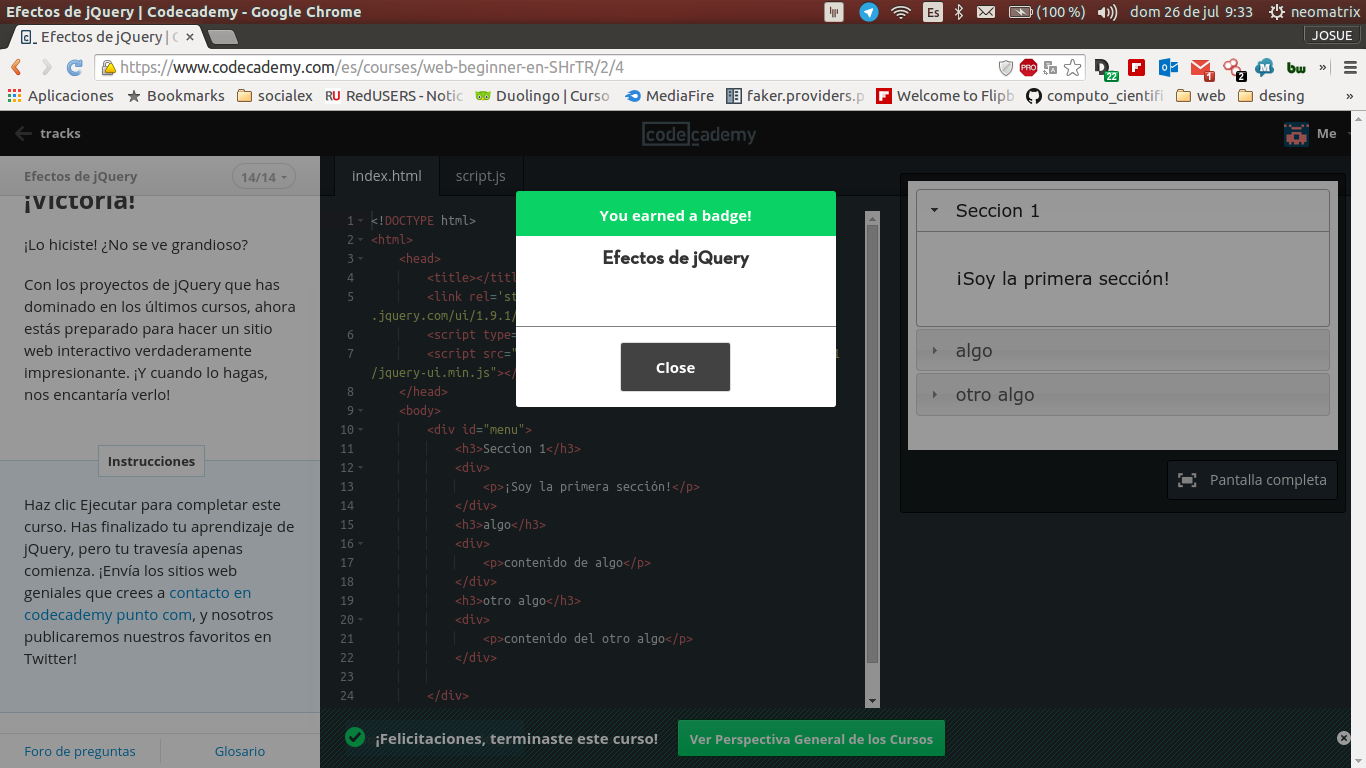 Efectos de jQuery | Codecademy - Google Chrome
Es
(100 %)
dom 26 de jul 9:33
neomatrix
Efectos de jQuery |
JOSUE
https://www.codecademy.com/es/courses/web-beginner-en-SHrTR/2/4
PRO
22
1
2
bw
»
Aplicaciones
Bookmarks
socialex
RU RedUSERS - Notic
Duolingo | Curso
MediaFire
faker.providers.p
Welcome to Flipb
computo_cientifi
web
desing
»
tracks
codecademy
Me
Efectos de jQuery
14/14
¡Victoria!
¡Lo hiciste! ¿No se ve grandioso?
Con los proyectos de jQuery que has
dominado en los últimos cursos, ahora
estás preparado para hacer un sitio
web interactivo verdaderamente
impresionante. ¡Y cuando lo hagas,
nos encantaría verlo!
Instrucciones
Haz clic Ejecutar para completar este
curso. Has finalizado tu aprendizaje de
jQuery, pero tu travesía apenas
comienza. ¡Envía los sitios web
geniales que crees a contacto en
codecademy punto com, y nosotros
publicaremos nuestros favoritos en
Twitter!
Foro de preguntas
Glosario
index.html
script.js
1 <!DOCTYPE html>
2 <html>
3 <head>
4 <title></titl
5 <link rel='st
.jquery.com/ui/1.9.1/
6 <script type=
7 <script src="
/jquery-ui.min.js"></
8 </head>
9 <body>
10 <div id="menu">
11 <h3>Seccion 1</h3>
12 <div>
13 <p>¡Soy la primera sección!</p>
14 </div>
15 <h3>algo</h3>
16 <div>
17 <p>contenido de algo</p>
18 </div>
19 <h3>otro algo</h3>
20 <div>
21 <p>contenido del otro algo</p>
22 </div>
23
24 </div>
You earned a badge!
Efectos de jQuery
Close
Seccion 1
¡Soy la primera sección!
algo
otro algo
Pantalla completa
¡Felicitaciones, terminaste este curso!
Ver Perspectiva General de los Cursos